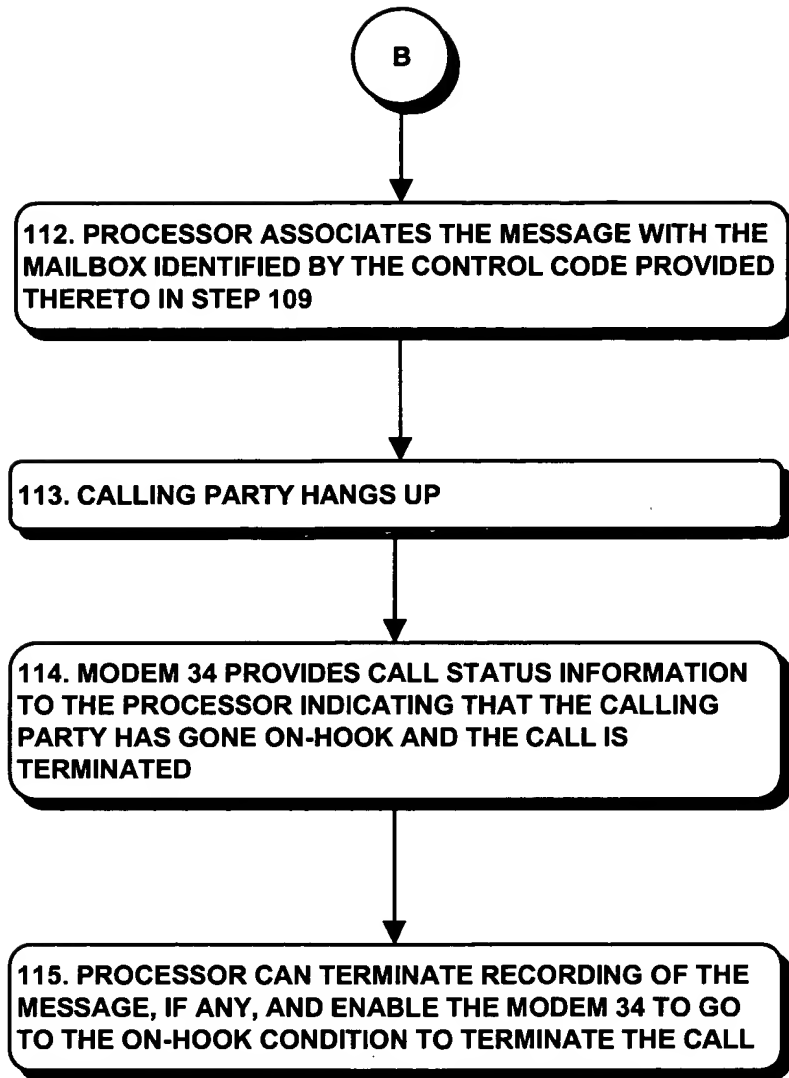 B
112. PROCESSOR ASSOCIATES THE MESSAGE WITH THE
MAILBOX IDENTIFIED BY THE CONTROL CODE PROVIDED
THERETO IN STEP 109
113. CALLING PARTY HANGS UP
114. MODEM 34 PROVIDES CALL STATUS INFORMATION
TO THE PROCESSOR INDICATING THAT THE CALLING
PARTY HAS GONE ON-HOOK AND THE CALL IS
TERMINATED
115. PROCESSOR CAN TERMINATE RECORDING OF THE
MESSAGE, IF ANY, AND ENABLE THE MODEM 34 TO GO
TO THE ON-HOOK CONDITION TO TERMINATE THE CALL